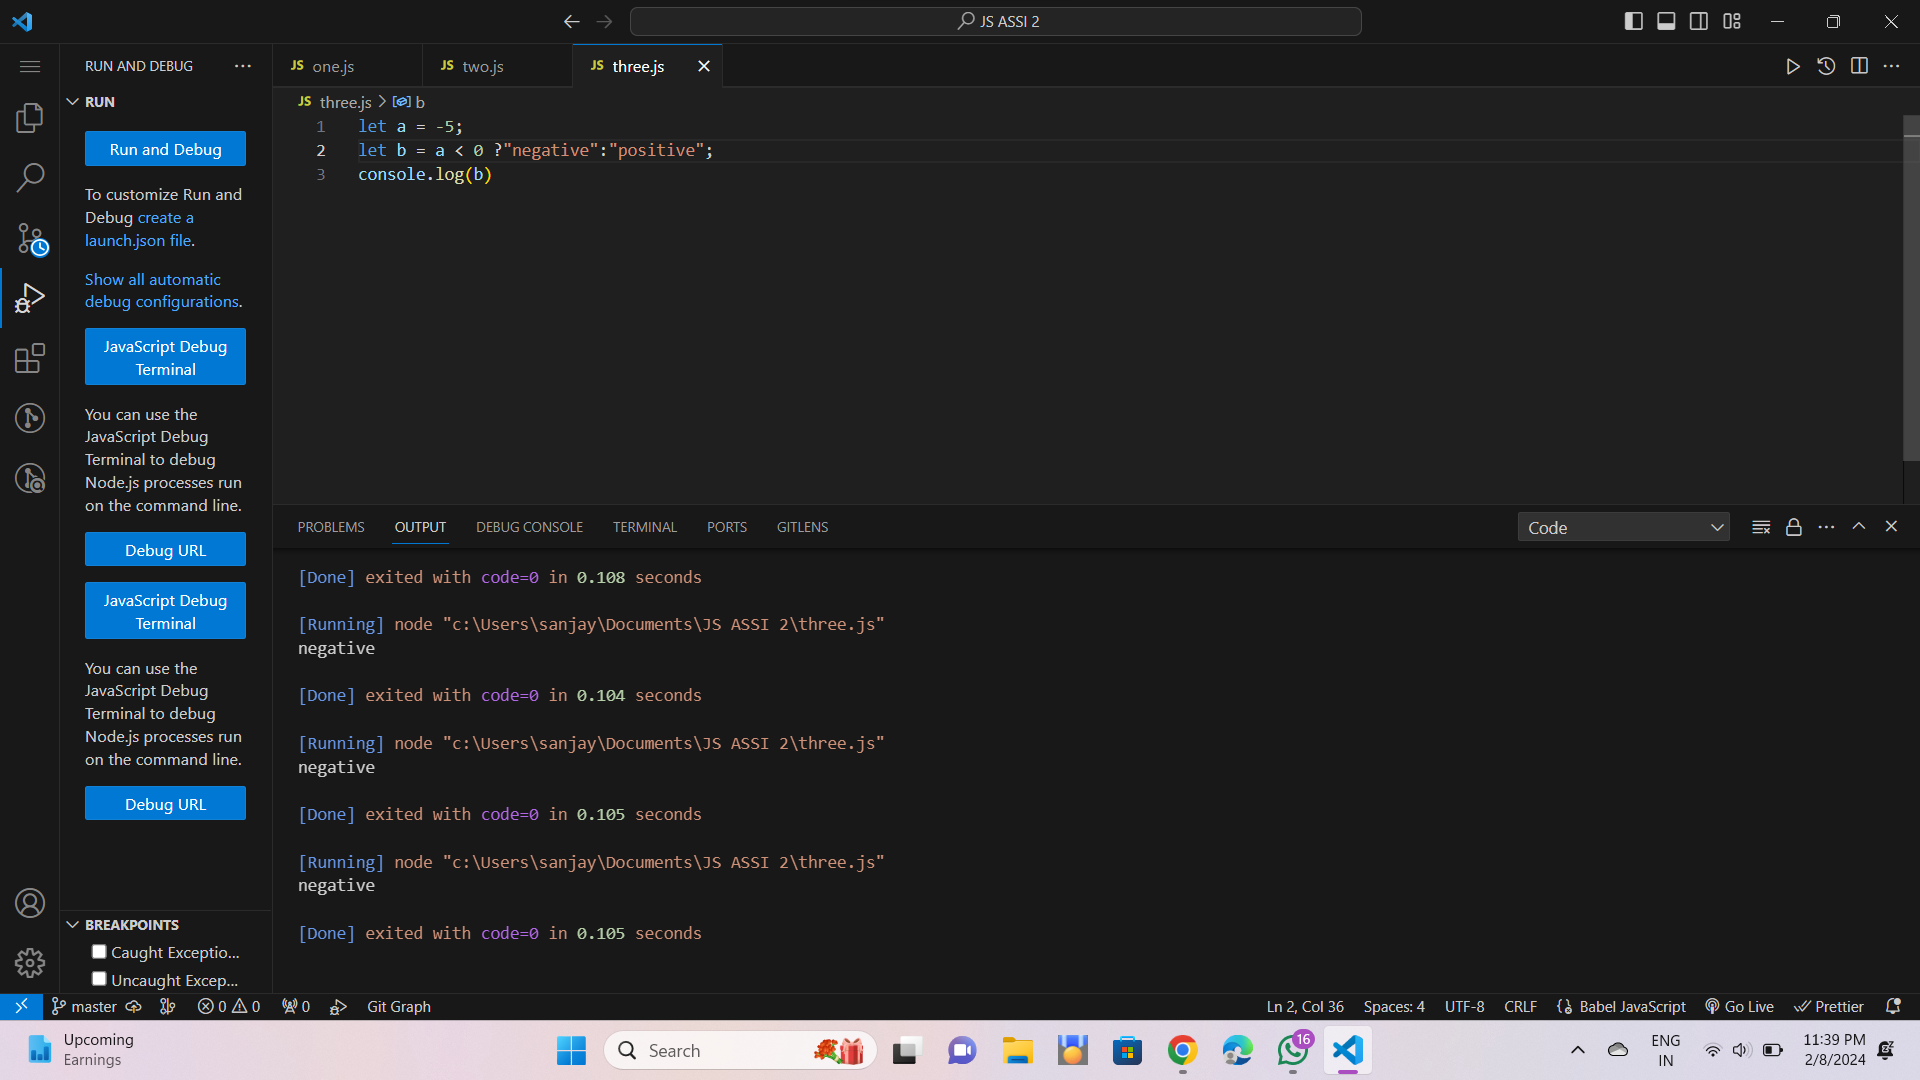 JS ASSI 2
RUN AND DEBUG
JS one.js
JS two.js
JS three.js
RUN
JS three.js > b
Run and Debug
To customize Run and
Debug create a
launch.json file.
Show all automatic
debug configurations.
JavaScript Debug
Terminal
You can use the
JavaScript Debug
Terminal to debug
Node.js processes run
on the command line.
Debug URL
JavaScript Debug
Terminal
You can use the
JavaScript Debug
Terminal to debug
Node.js processes run
on the command line.
Debug URL
BREAKPOINTS
Caught Exceptio...
Uncaught Excep...
1 let a = -5;
2 let b = a < 0 ?"negative":"positive";
3 console.log(b)
PROBLEMS OUTPUT DEBUG CONSOLE TERMINAL PORTS GITLENS
Code
[Done] exited with code=0 in 0.108 seconds
[Running] node "c:\Users\sanjay\Documents\JS ASSI 2\three.js"
negative
[Done] exited with code=0 in 0.104 seconds
[Running] node "c:\Users\sanjay\Documents\JS ASSI 2\three.js"
negative
[Done] exited with code=0 in 0.105 seconds
[Running] node "c:\Users\sanjay\Documents\JS ASSI 2\three.js"
negative
[Done] exited with code=0 in 0.105 seconds
master 0 0 0 Git Graph
Ln 2, Col 36 Spaces: 4 UTF-8 CRLF {} Babel JavaScript Go Live Prettier
Upcoming
Earnings
Search
16
ENG
IN
11:39 PM
2/8/2024